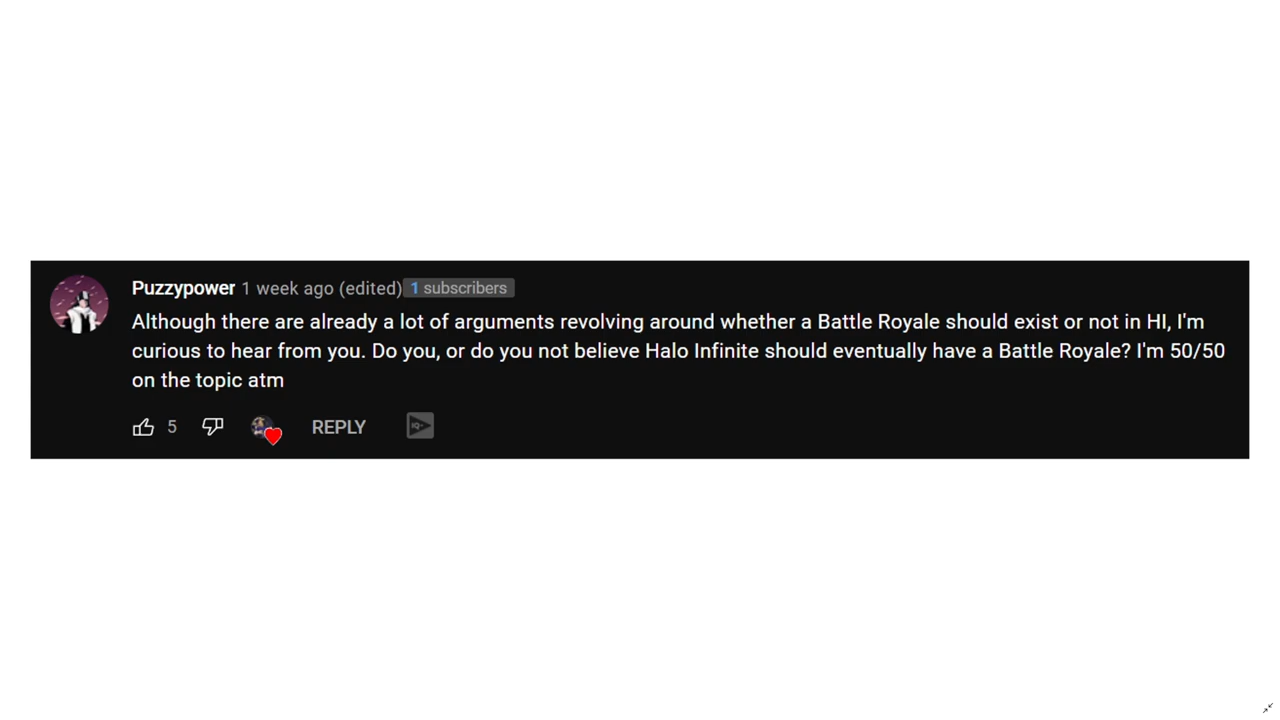 Puzzypower 1 week ago (edited) 1 subscribers
Although there are already a lot of arguments revolving around whether a Battle Royale should exist or not in HI, I'm
curious to hear from you. Do you, or do you not believe Halo Infinite should eventually have a Battle Royale? I'm 50/50
on the topic atm
5 REPLY IQ